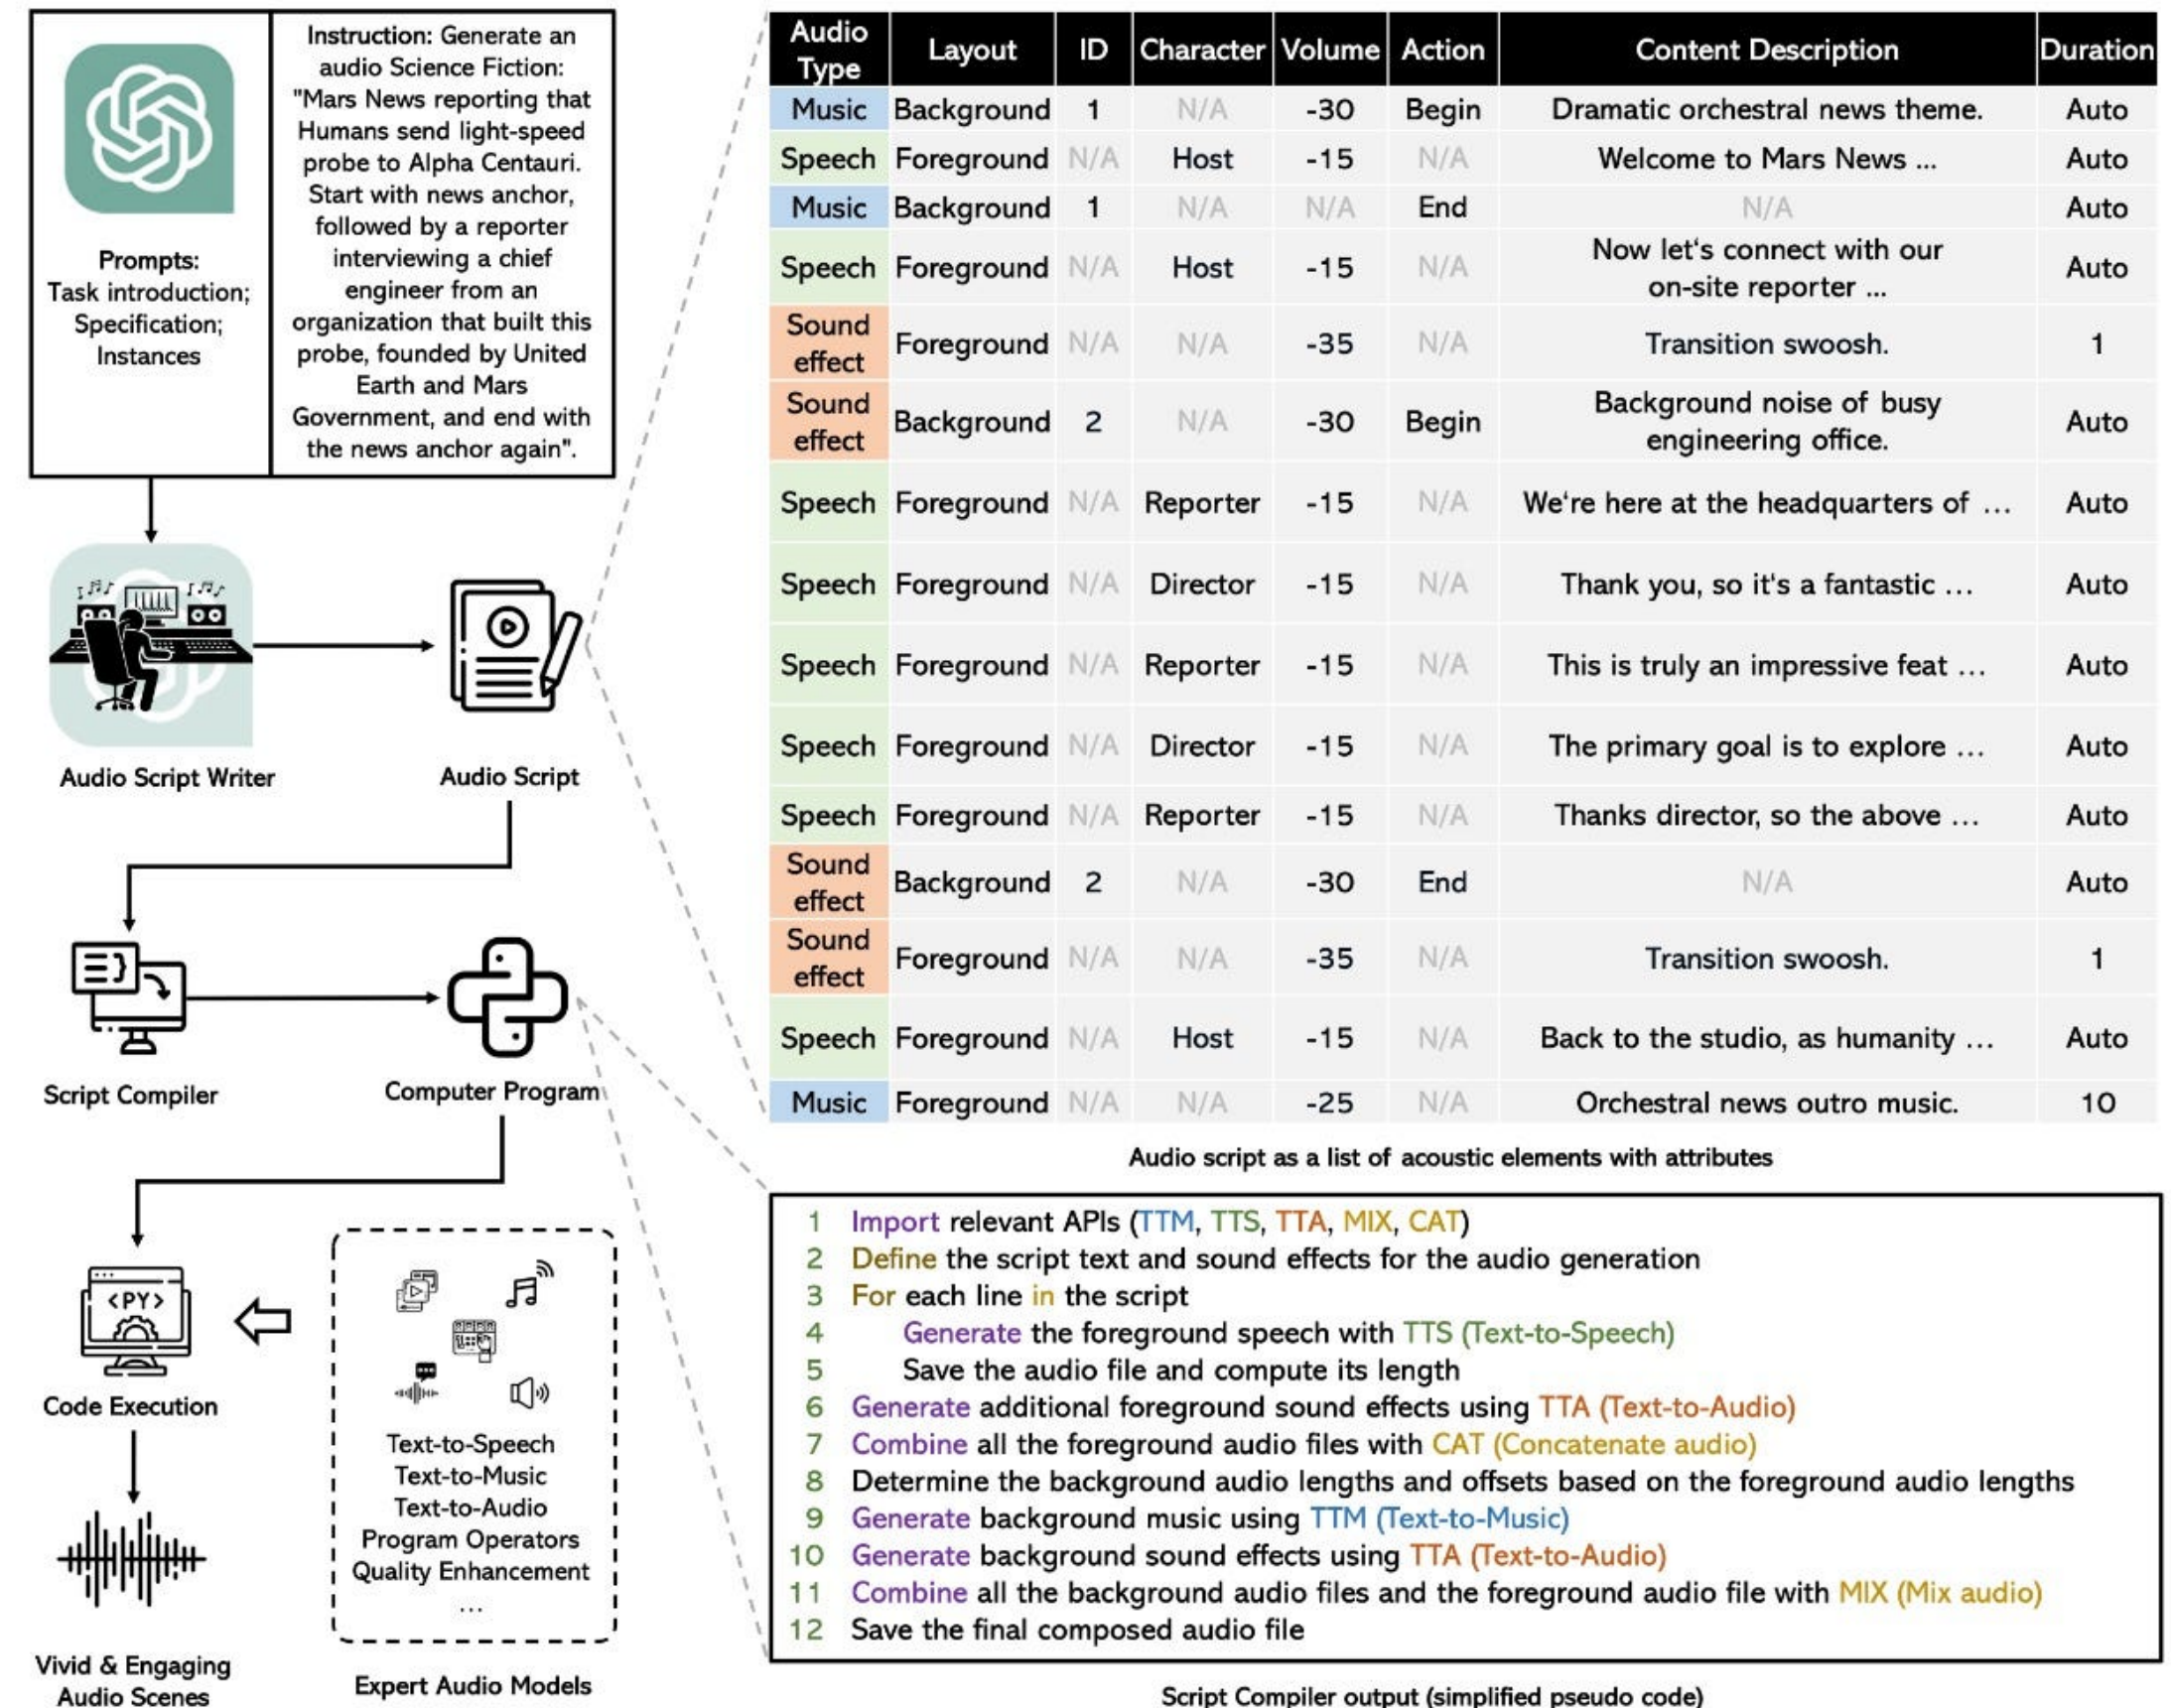 Instruction: Generate an
audio Science Fiction:
"Mars News reporting that
Humans send light-speed
probe to Alpha Centauri.
Start with news anchor,
followed by a reporter
interviewing a chief
engineer from an
organization that built this
probe, founded by United
Earth and Mars
Government, and end with
the news anchor again".
Prompts:
Task introduction;
Specification;
Instances
Audio Script Writer
Audio Script
Script Compiler
Computer Program
<PY>
Code Execution
Text-to-Speech
Text-to-Music
Text-to-Audio
Program Operators
Quality Enhancement
...
Vivid & Engaging
Audio Scenes
Expert Audio Models
Audio Type Layout ID Character Volume Action Content Description Duration
Music Background 1 N/A -30 Begin Dramatic orchestral news theme. Auto
Speech Foreground N/A Host -15 N/A Welcome to Mars News ... Auto
Music Background 1 N/A N/A End N/A Auto
Speech Foreground N/A Host -15 N/A Now let's connect with our on-site reporter ... Auto
Sound effect Foreground N/A N/A -35 N/A Transition swoosh. 1
Sound effect Background 2 N/A -30 Begin Background noise of busy engineering office. Auto
Speech Foreground N/A Reporter -15 N/A We're here at the headquarters of ... Auto
Speech Foreground N/A Director -15 N/A Thank you, so it's a fantastic ... Auto
Speech Foreground N/A Reporter -15 N/A This is truly an impressive feat ... Auto
Speech Foreground N/A Director -15 N/A The primary goal is to explore ... Auto
Speech Foreground N/A Reporter -15 N/A Thanks director, so the above ... Auto
Sound effect Background 2 N/A -30 End N/A Auto
Sound effect Foreground N/A N/A -35 N/A Transition swoosh. 1
Speech Foreground N/A Host -15 N/A Back to the studio, as humanity ... Auto
Music Foreground N/A N/A -25 N/A Orchestral news outro music. 10
Audio script as a list of acoustic elements with attributes
1 Import relevant APIs (TTM, TTS, TTA, MIX, CAT)
2 Define the script text and sound effects for the audio generation
3 For each line in the script
4 Generate the foreground speech with TTS (Text-to-Speech)
5 Save the audio file and compute its length
6 Generate additional foreground sound effects using TTA (Text-to-Audio)
7 Combine all the foreground audio files with CAT (Concatenate audio)
8 Determine the background audio lengths and offsets based on the foreground audio lengths
9 Generate background music using TTM (Text-to-Music)
10 Generate background sound effects using TTA (Text-to-Audio)
11 Combine all the background audio files and the foreground audio file with MIX (Mix audio)
12 Save the final composed audio file
Script Compiler output (simplified pseudo code)